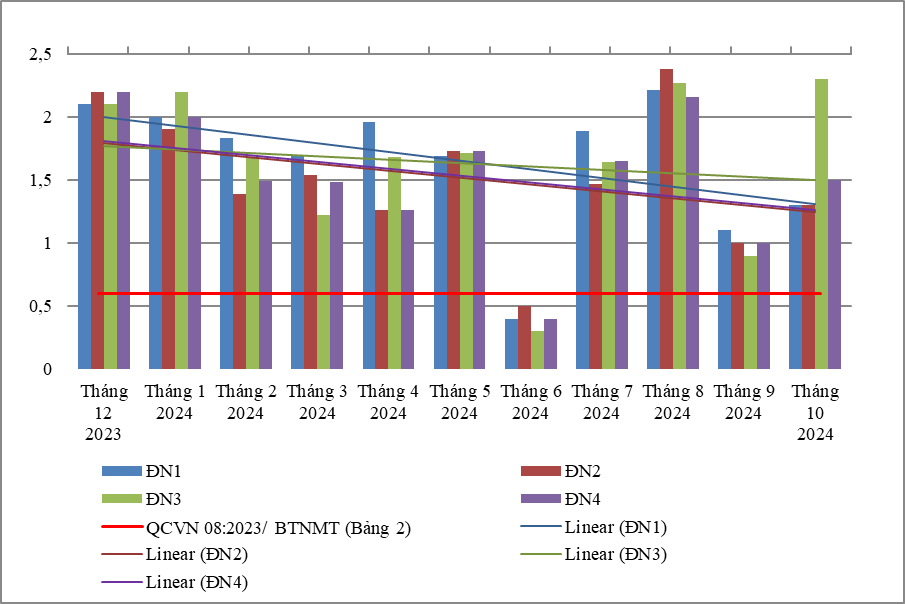 2,5
2
1,5
1
0,5
0
Tháng
12
2023
Tháng 1
2024
Tháng 2
2024
Tháng 3
2024
Tháng 4
2024
Tháng 5
2024
Tháng 6
2024
Tháng 7
2024
Tháng 8
2024
Tháng 9
2024
Tháng
10
2024
ĐN1
ĐN2
ĐN3
ĐN4
QCVN 08:2023/ BTNMT (Bảng 2)
Linear (ĐN1)
Linear (ĐN2)
Linear (ĐN3)
Linear (ĐN4)